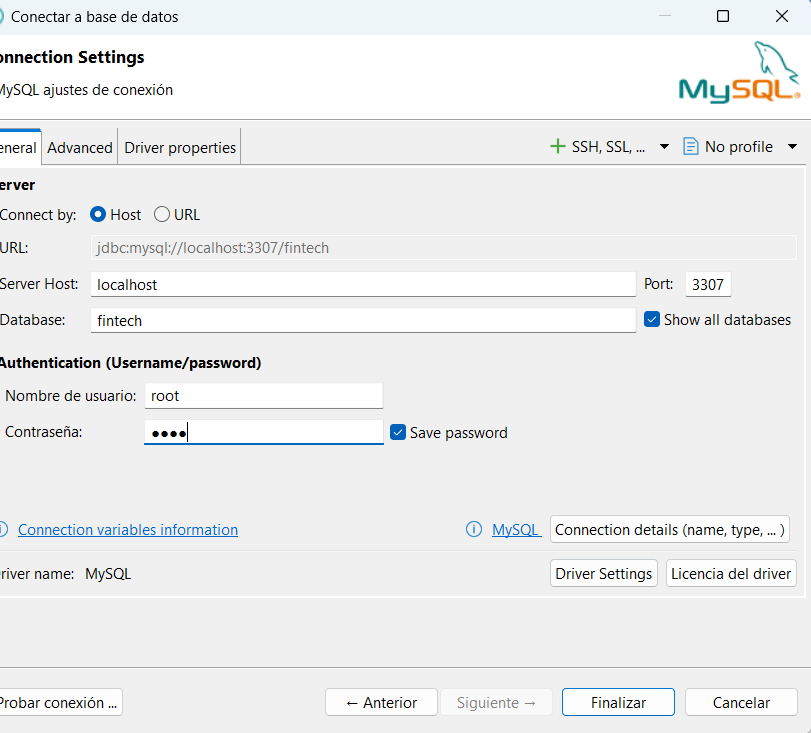 Conectar a base de datos
onnection Settings
MySQL ajustes de conexión
MySQL®
eneral
Advanced
Driver properties
SSH, SSL, ...
No profile
erver
Connect by:
Host
URL
URL:
jdbc:mysql://localhost:3307/fintech
Server Host:
localhost
Port:
3307
Database:
fintech
Show all databases
Authentication (Username/password)
Nombre de usuario:
root
Contraseña:
••••
Save password
Connection variables information
MySQL
Connection details (name, type, ... )
river name:
MySQL
Driver Settings
Licencia del driver
Probar conexión ...
← Anterior
Siguiente →
Finalizar
Cancelar